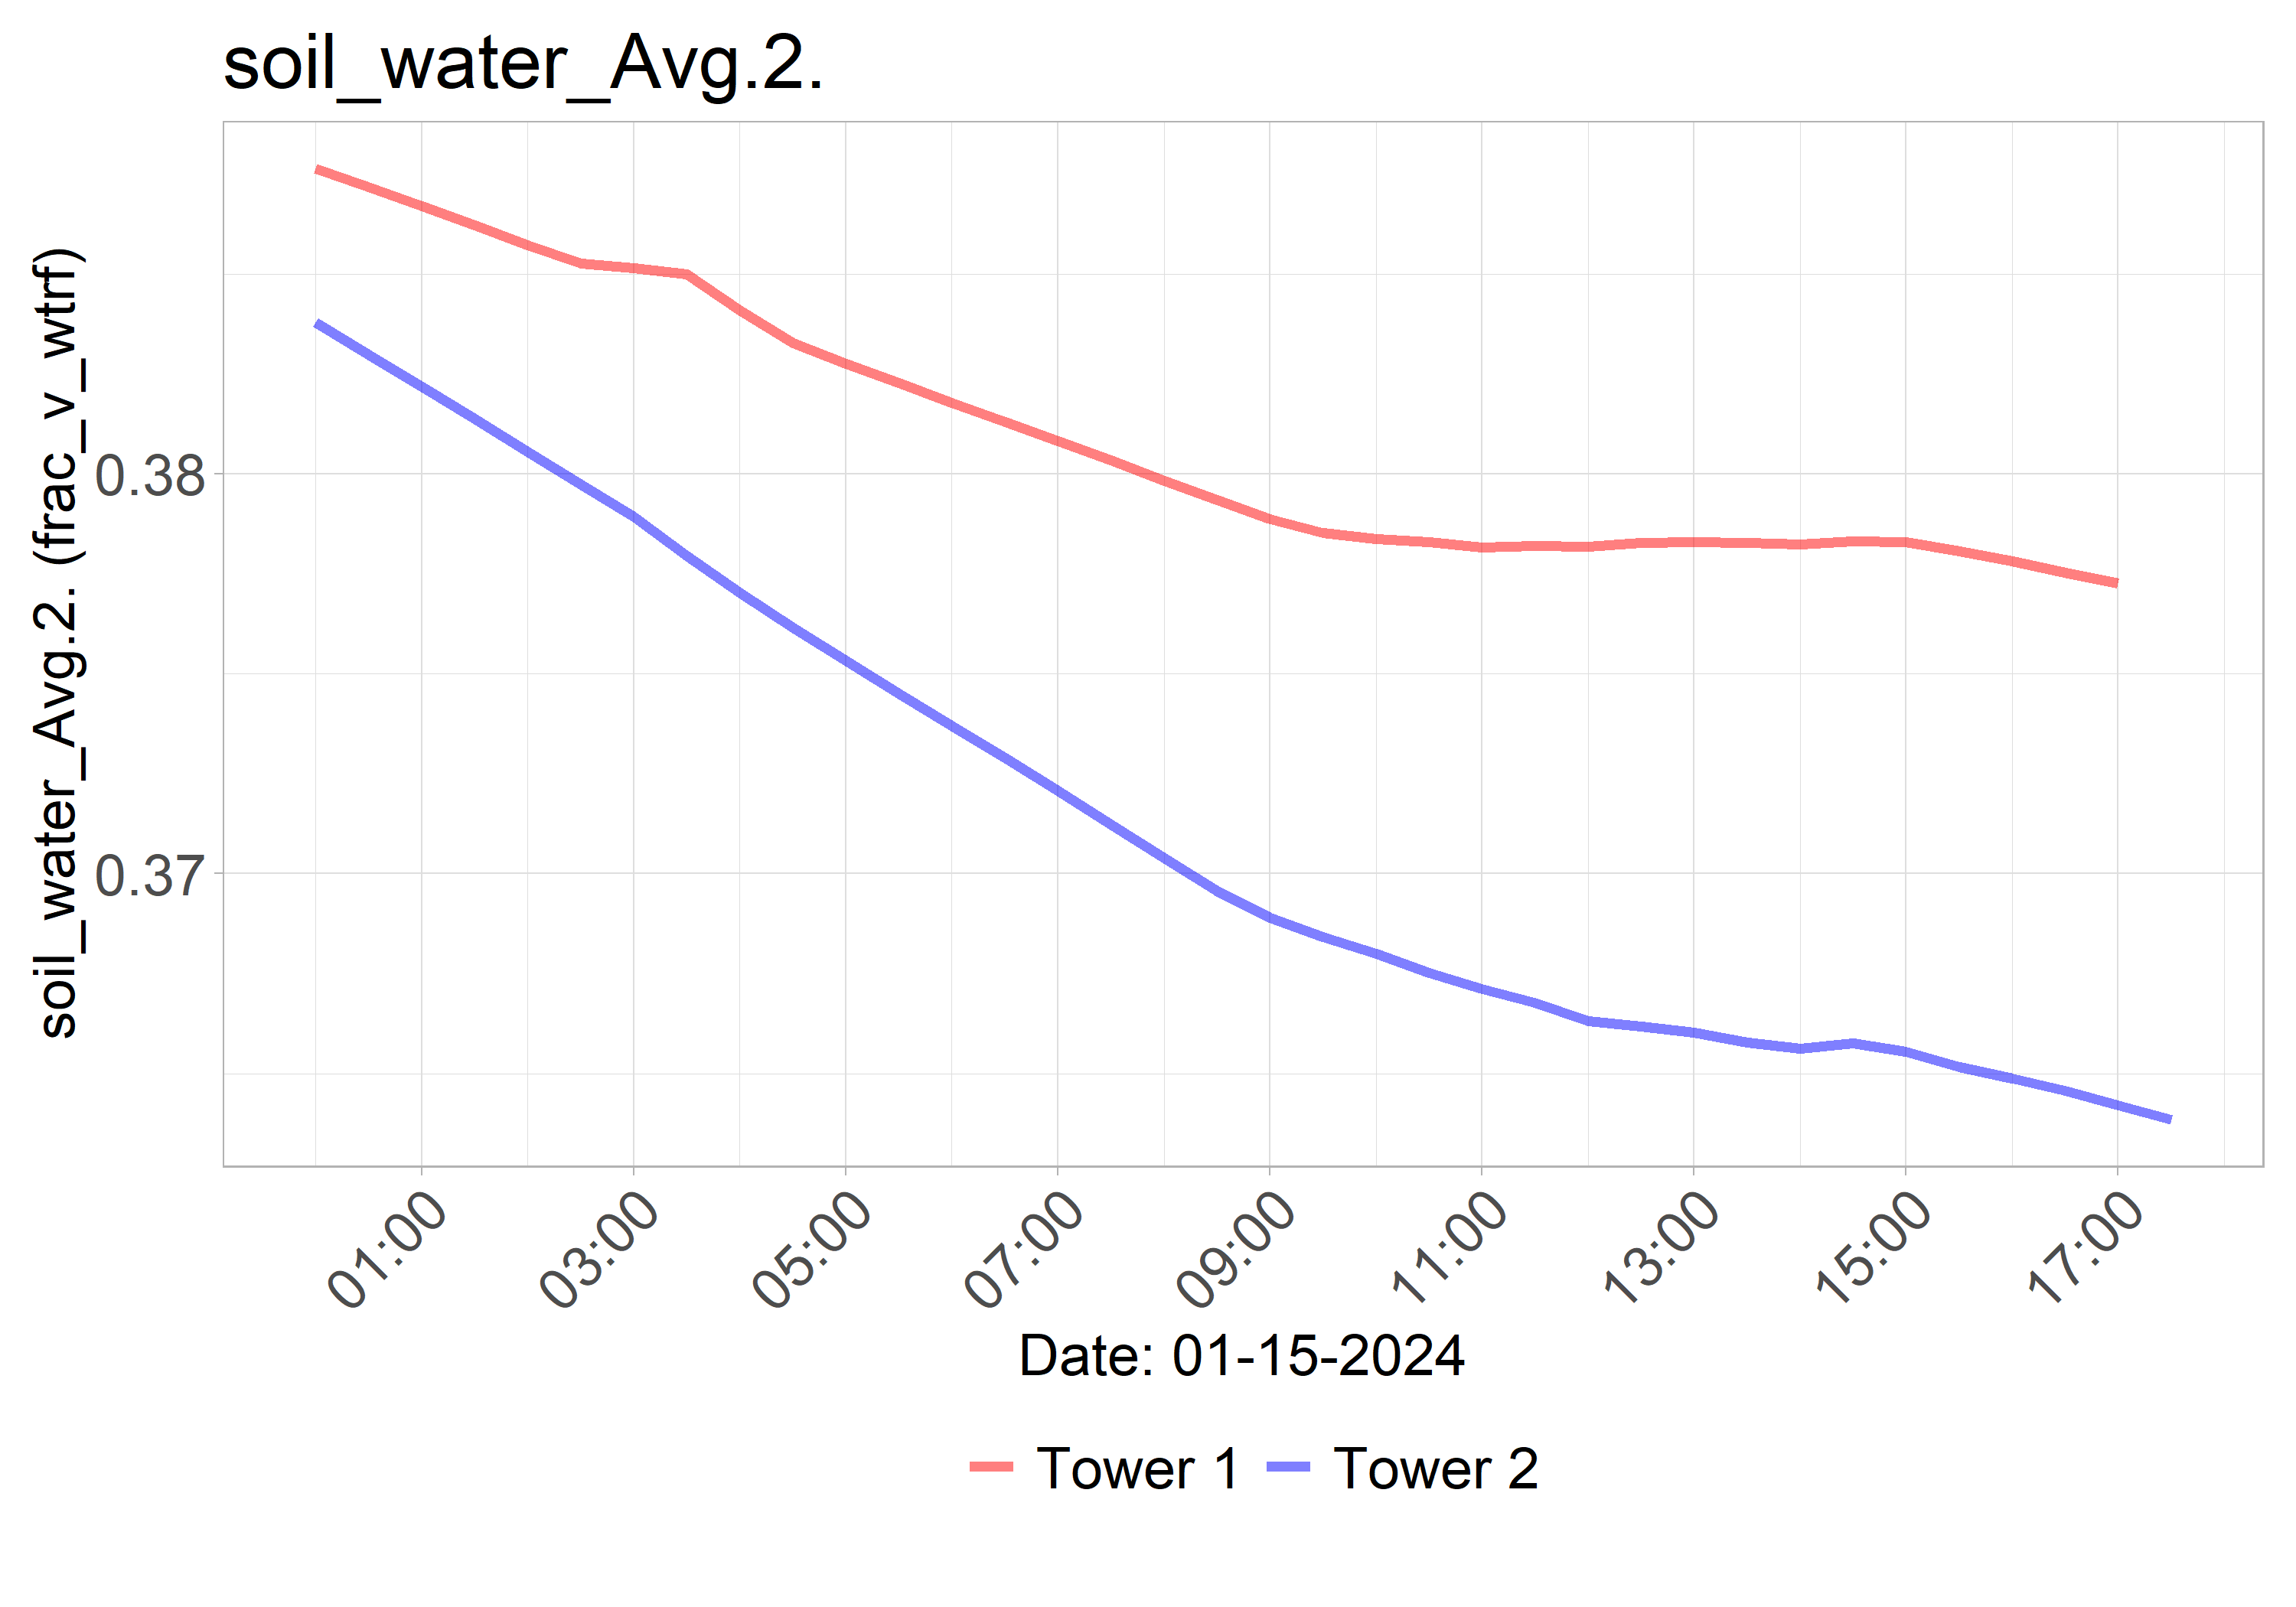 soil_water_Avg.2.
soil_water_Avg.2. (frac_v_wtrf)
0.38
0.37
01:00 03:00 05:00 07:00 09:00 11:00 13:00 15:00 17:00
Date: 01-15-2024
Tower 1 Tower 2